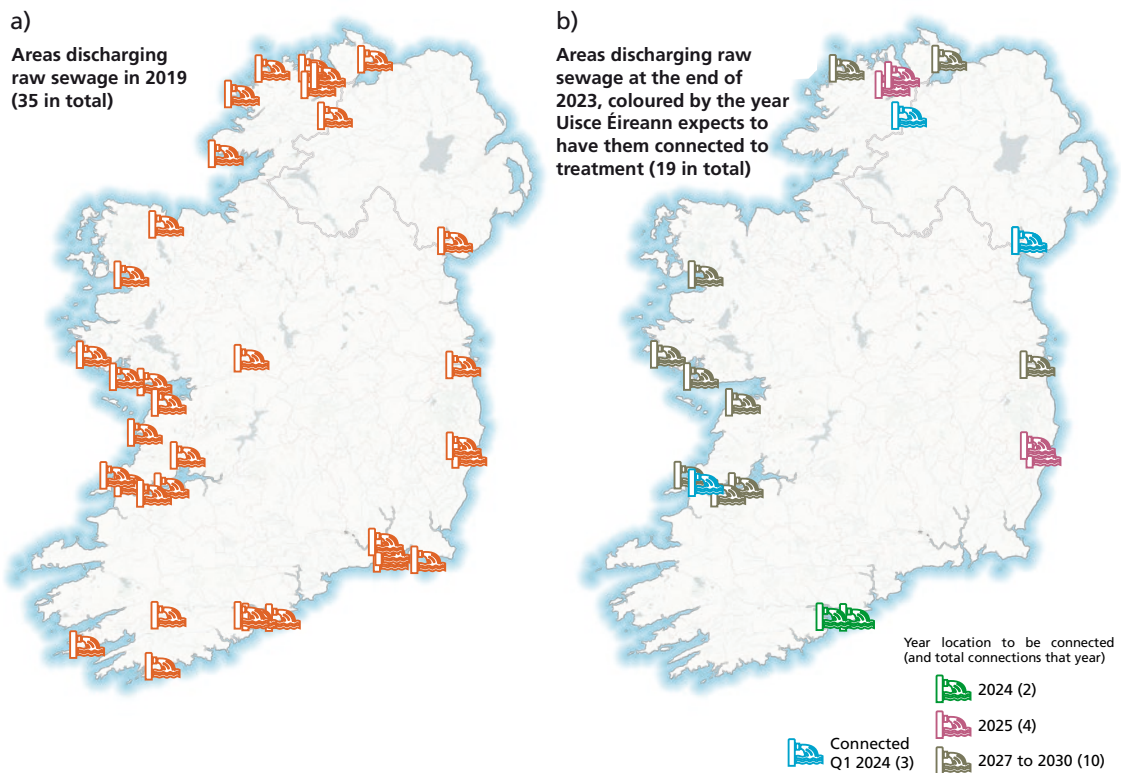 a)
Areas discharging
raw sewage in 2019
(35 in total)
b)
Areas discharging raw
sewage at the end of
2023, coloured by the year
Uisce Éireann expects to
have them connected to
treatment (19 in total)
Year location to be connected
(and total connections that year)
2024 (2)
2025 (4)
Connected
Q1 2024 (3)
2027 to 2030 (10)